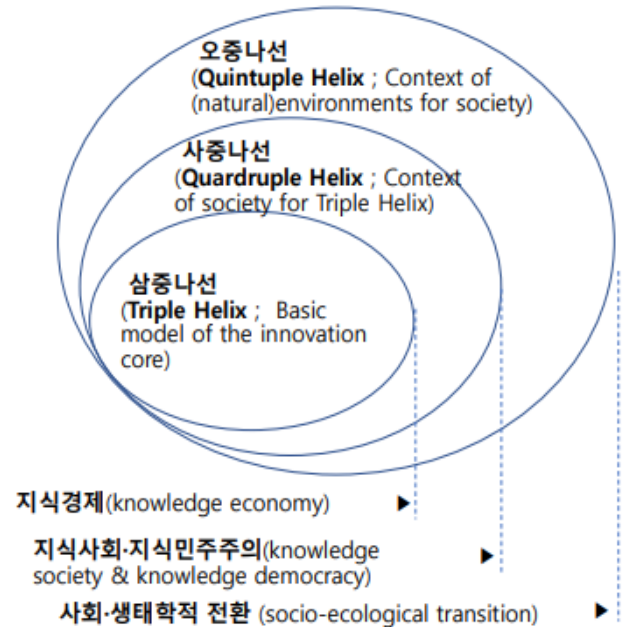 오중나선
(Quintuple Helix ; Context of
(natural)environments for society)
사중나선
(Quardruple Helix ; Context
of society for Triple Helix)
삼중나선
(Triple Helix ; Basic
model of the innovation
core)
지식경제(knowledge economy)
지식사회·지식민주주의(knowledge
society & knowledge democracy)
사회·생태학적 전환 (socio-ecological transition)